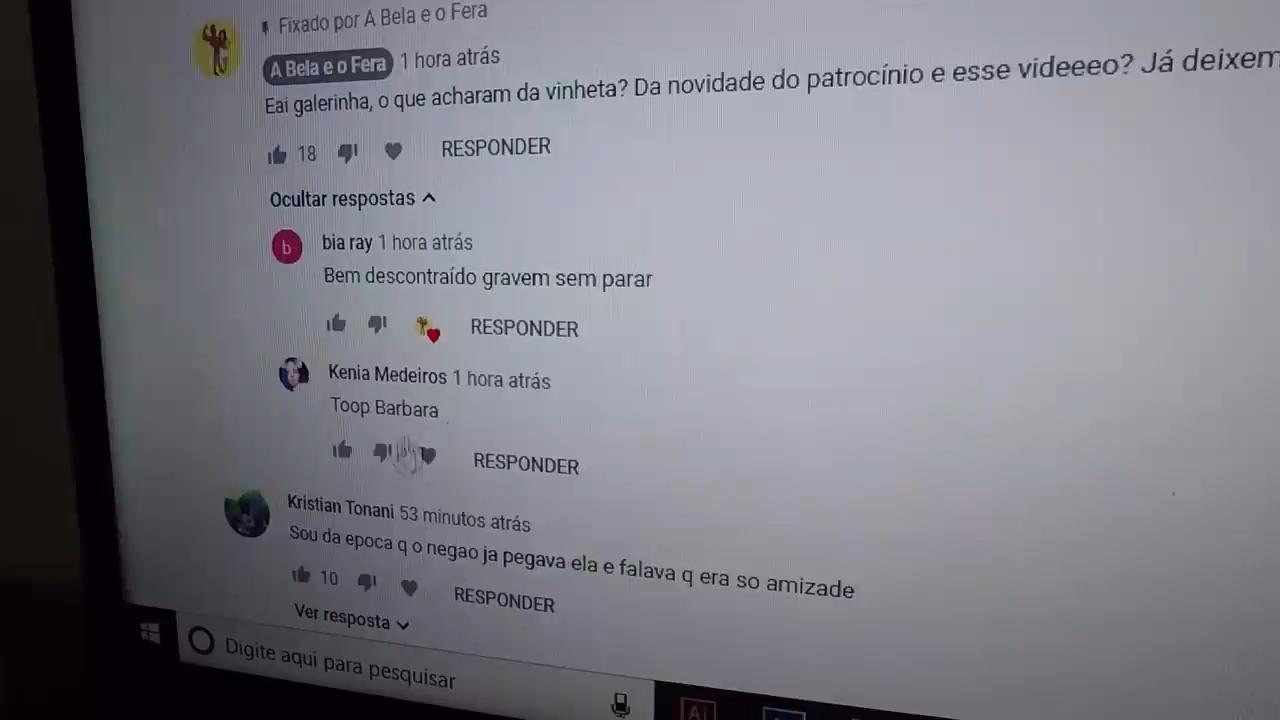 Fixado por A Bela e o Fera
A Bela e o Fera 1 hora atrás
Eai galerinha, o que acharam da vinheta? Da novidade do patrocínio e esse videeeo? Já deixem
18 RESPONDER
Ocultar respostas
b
bia ray 1 hora atrás
Bem descontraído gravem sem parar
RESPONDER
Kenia Medeiros 1 hora atrás
Toop Barbara
RESPONDER
Kristian Tonani 53 minutos atrás
Sou da epoca q o negao ja pegava ela e falava q era so amizade
10 RESPONDER
Ver resposta
Digite aqui para pesquisar
Ai